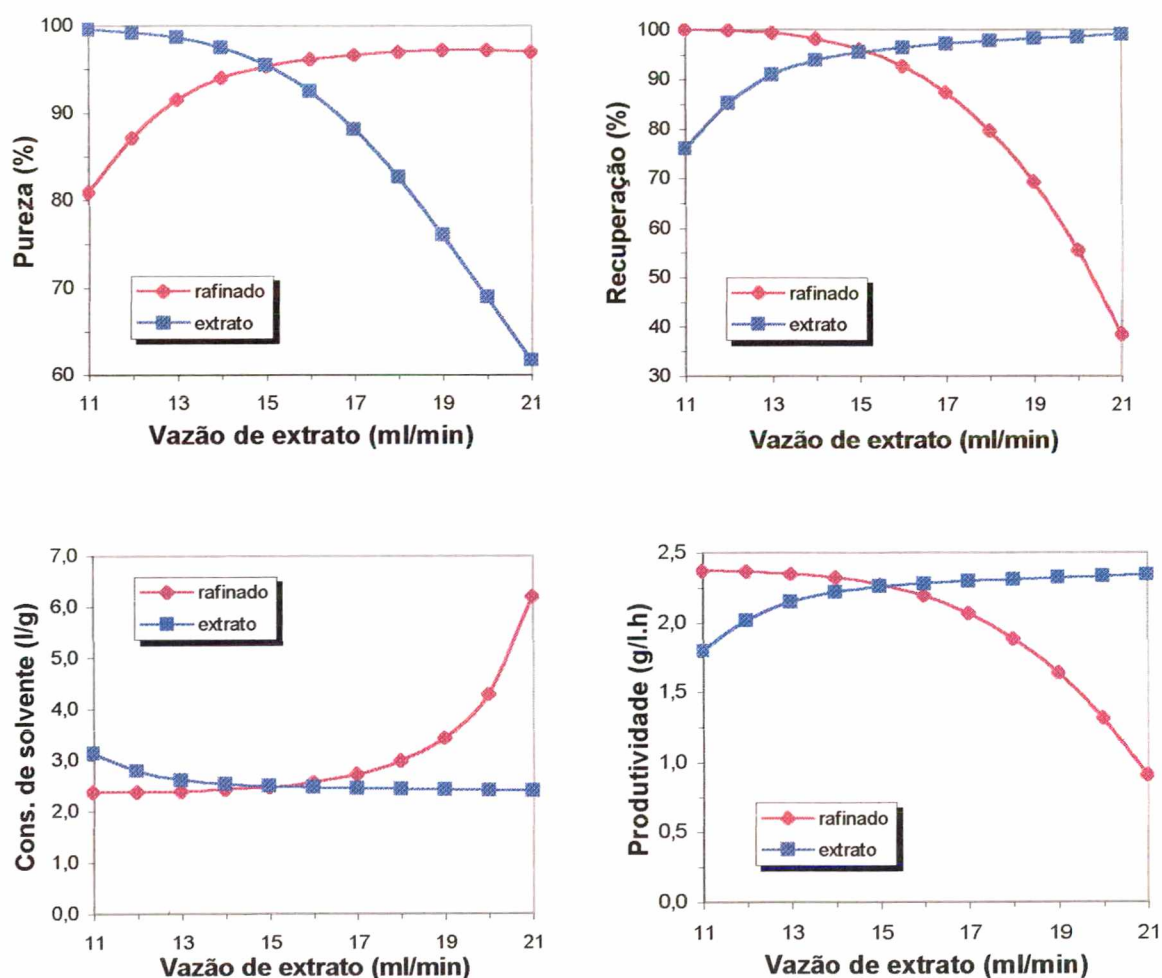 Pureza (%)
100
90
80
70
60
rafinado
extrato
11 13 15 17 19 21
Vazão de extrato (ml/min)
Recuperação (%)
100
90
80
70
60
50
40
30
rafinado
extrato
11 13 15 17 19 21
Vazão de extrato (ml/min)
Cons. de solvente (l/g)
7,0
6,0
5,0
4,0
3,0
2,0
1,0
0,0
rafinado
extrato
11 13 15 17 19 21
Vazão de extrato (ml/min)
Produtividade (g/l.h)
2,5
2,0
1,5
1,0
0,5
0,0
rafinado
extrato
11 13 15 17 19 21
Vazão de extrato (ml/min)